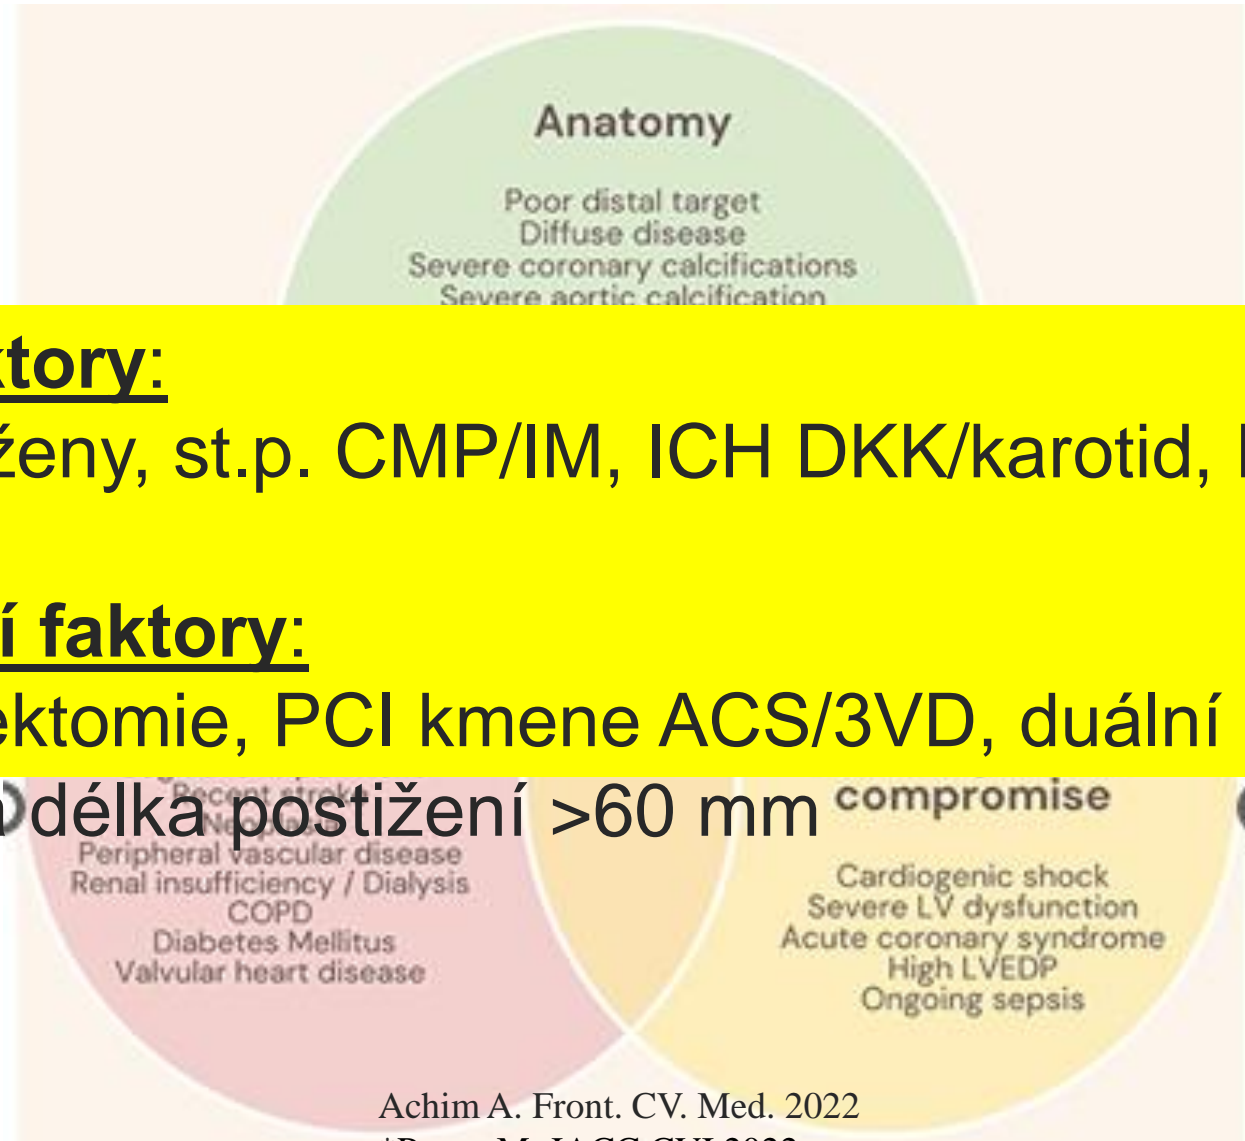 Anatomy
Poor distal target
Diffuse disease
Severe coronary calcifications
Severe aortic calcification
ktory:
ženy, st.p. CMP/IM, ICH DKK/karotid,
í faktory:
ektomie, PCI kmene ACS/3VD, duální
délka postižení >60 mm
compromise
Recent stroke
Neoplasia
Peripheral vascular disease
Renal insufficiency / Dialysis
COPD
Diabetes Mellitus
Valvular heart disease
Cardiogenic shock
Severe LV dysfunction
Acute coronary syndrome
High LVEDP
Ongoing sepsis
Achim A. Front. CV. Med. 2022